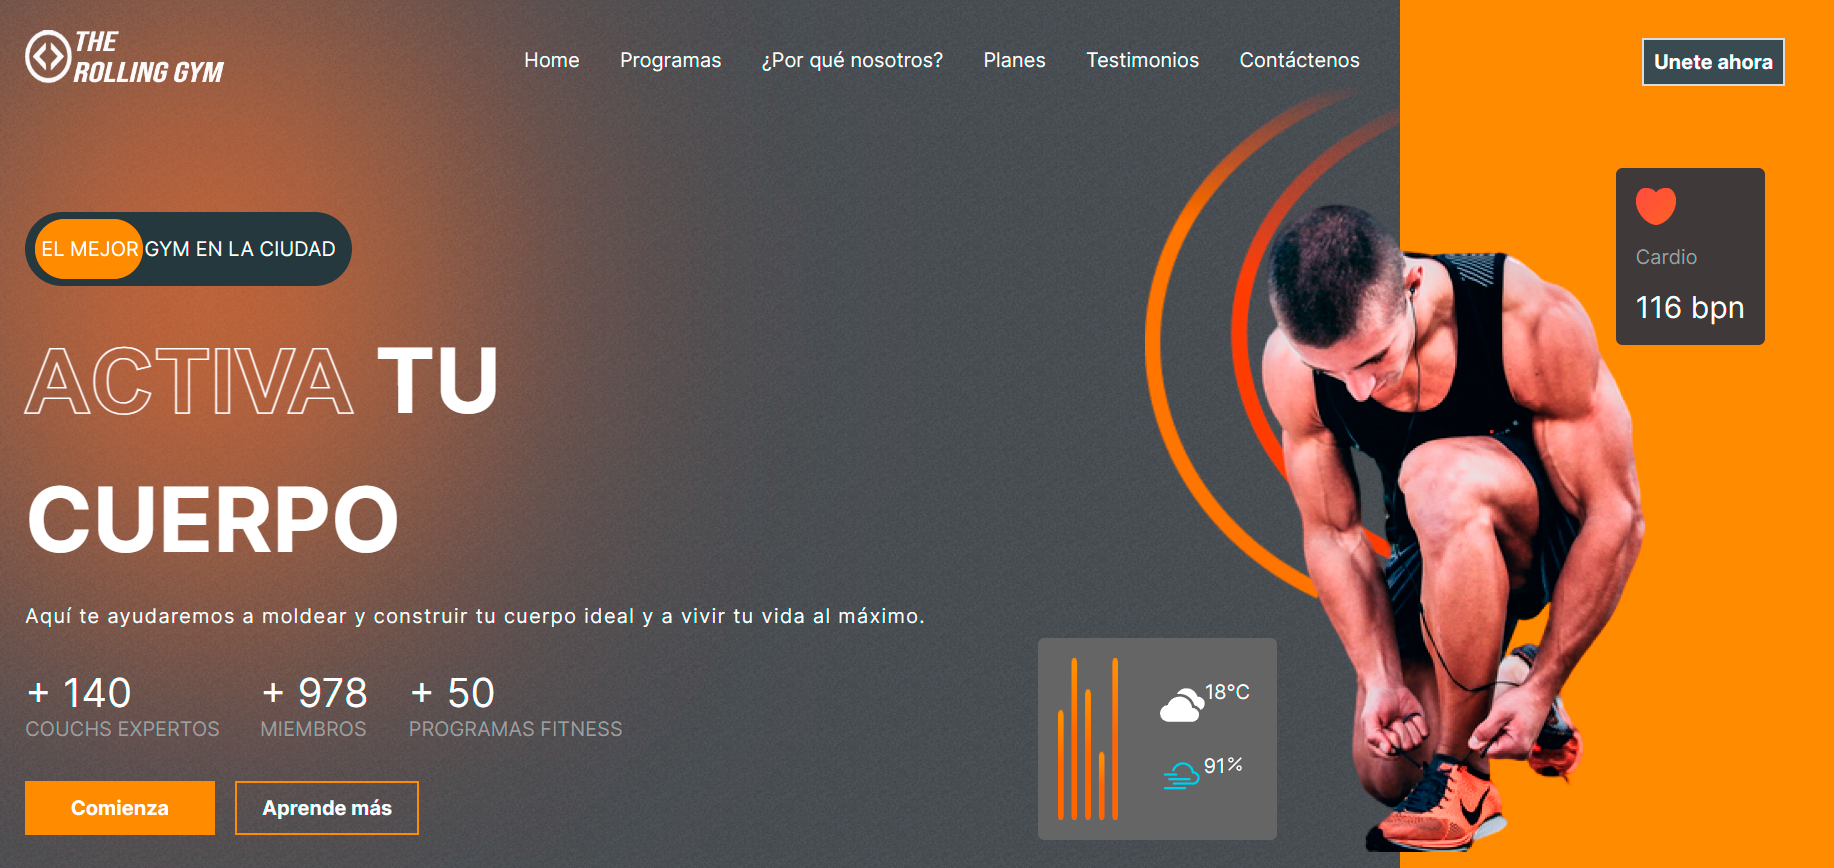 THE
ROLLING GYM
Home Programas ¿Por qué nosotros? Planes Testimonios Contáctenos
Unete ahora
EL MEJOR GYM EN LA CIUDAD
Cardio
116 bpn
ACTIVA TU
CUERPO
Aquí te ayudaremos a moldear y construir tu cuerpo ideal y a vivir tu vida al máximo.
+ 140 + 978 + 50
COUCHS EXPERTOS MIEMBROS PROGRAMAS FITNESS
18°C
91%
Comienza Aprende más